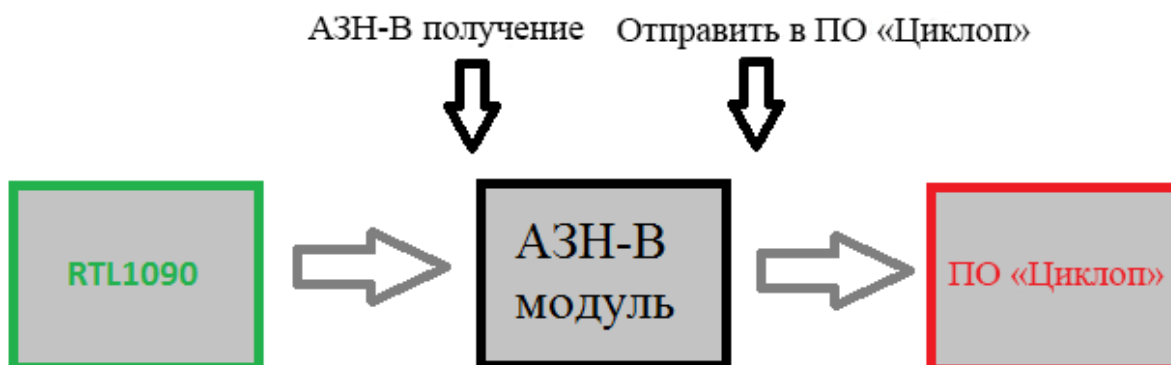 АЗН-В получение
Отправить в ПО «Циклоп»
RTL1090
АЗН-В
модуль
ПО «Циклоп»